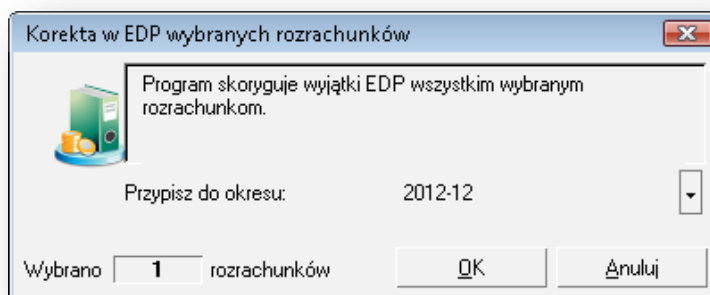 Korekta w EDP wybranych rozrachunków
Program skoryguje wyjątki EDP wszystkim wybranym
rozrachunkom.
Przypisz do okresu: 2012-12
Wybrano 1 rozrachunków OK Anuluj